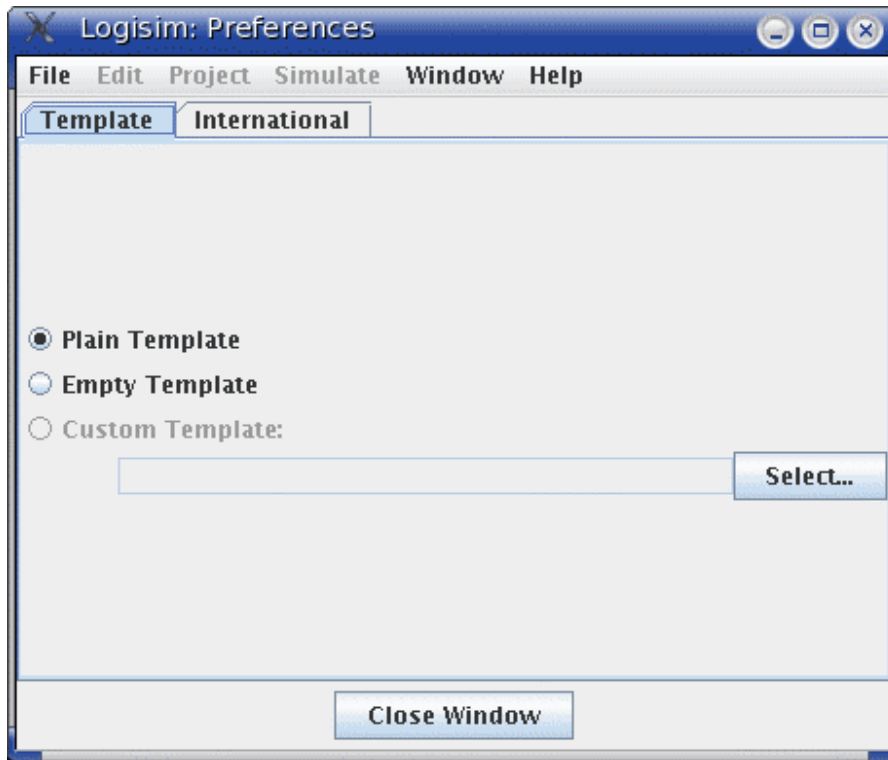 Logisim: Preferences
File Edit Project Simulate Window Help
Template International
Plain Template
Empty Template
Custom Template:
Select...
Close Window